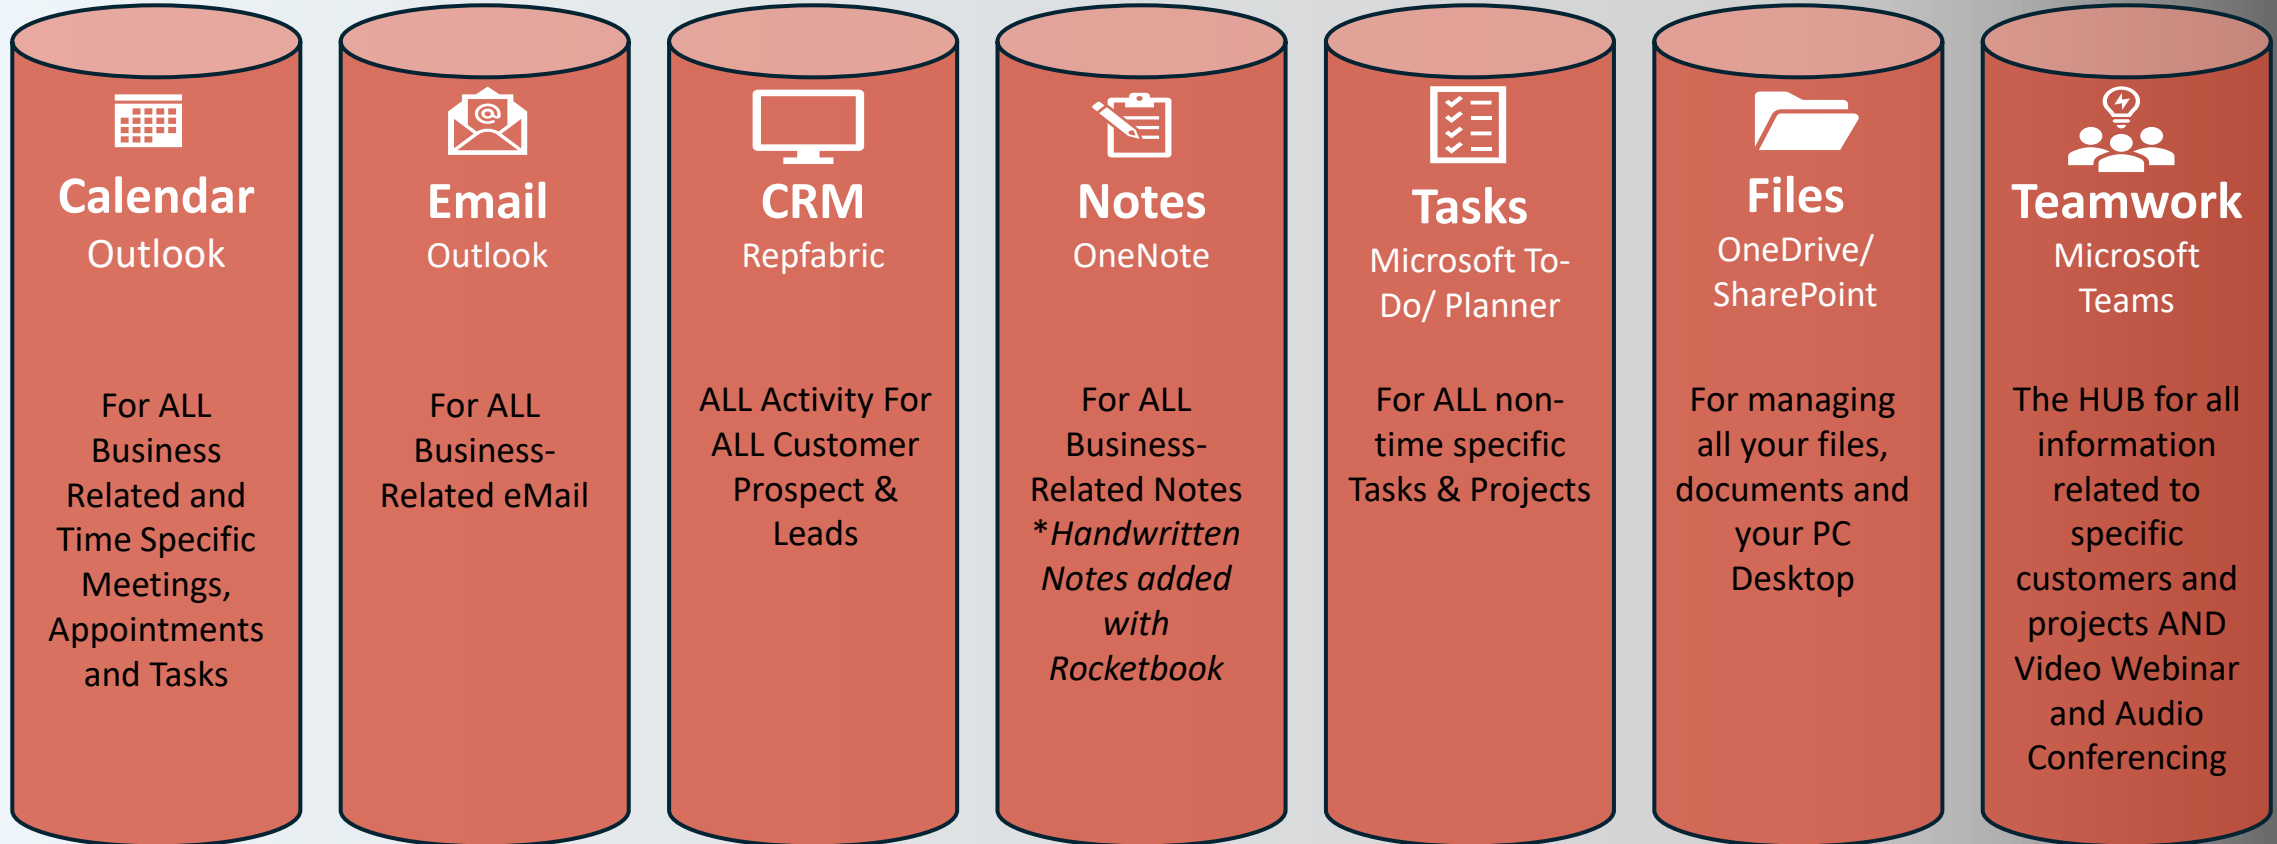 Calendar
Outlook
For ALL
Business
Related and
Time Specific
Meetings,
Appointments
and Tasks
Email
Outlook
For ALL
Business-
Related eMail
CRM
Repfabric
ALL Activity For
ALL Customer
Prospect &
Leads
Notes
OneNote
For ALL
Business-
Related Notes
*Handwritten
Notes added
with
Rocketbook
Tasks
Microsoft To-
Do/ Planner
For ALL non-
time specific
Tasks & Projects
Files
OneDrive/
SharePoint
For managing
all your files,
documents and
your PC
Desktop
Teamwork
Microsoft
Teams
The HUB for all
information
related to
specific
customers and
projects AND
Video Webinar
and Audio
Conferencing